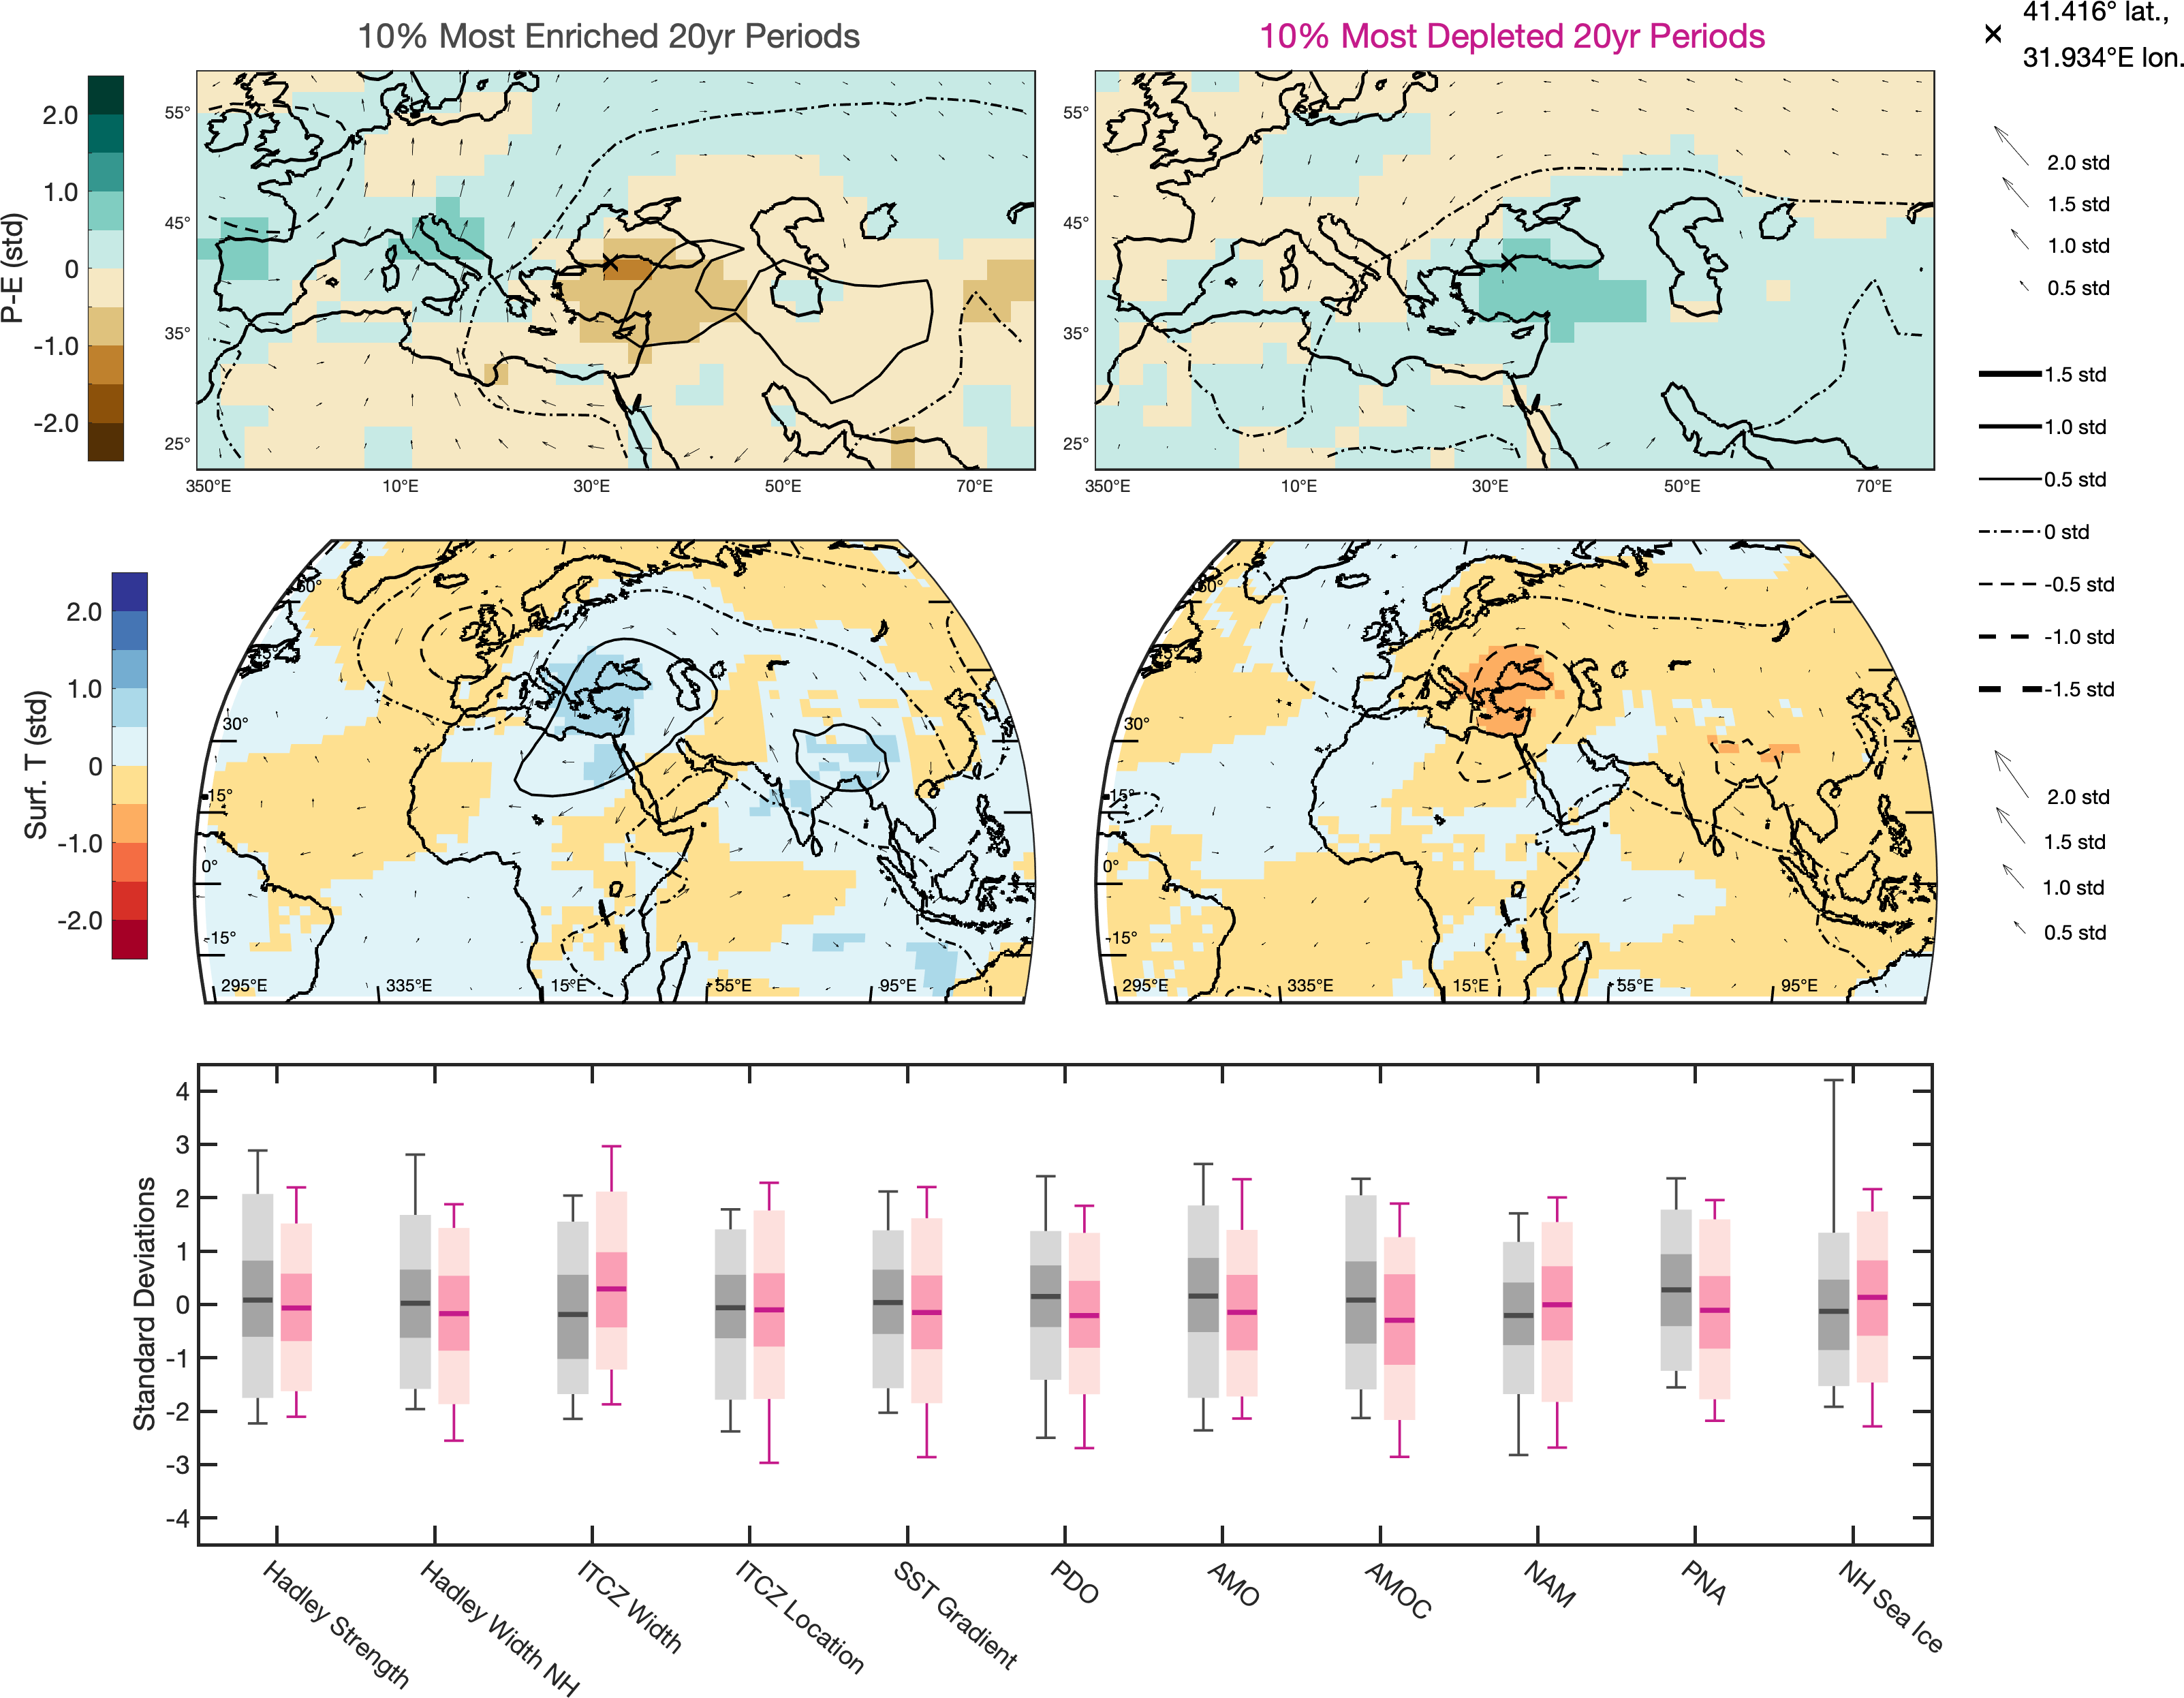 10% Most Enriched 20yr Periods
10% Most Depleted 20yr Periods
41.416° lat.,
31.934°E lon.
P-E (std)
2.0
1.0
0
-1.0
-2.0
55°
45°
35°
25°
350°E
10°E
30°E
50°E
70°E
55°
45°
35°
25°
350°E
10°E
30°E
50°E
70°E
2.0 std
1.5 std
1.0 std
0.5 std
1.5 std
1.0 std
0.5 std
0 std
-0.5 std
-1.0 std
-1.5 std
Surf. T (std)
2.0
1.0
0
-1.0
-2.0
60°
45°
30°
15°
0°
-15°
295°E
335°E
15°E
55°E
95°E
60°
45°
30°
15°
0°
-15°
295°E
335°E
15°E
55°E
95°E
2.0 std
1.5 std
1.0 std
0.5 std
Standard Deviations
4
3
2
1
0
-1
-2
-3
-4
Hadley Strength
Hadley Width NH
ITCZ Width
ITCZ Location
SST Gradient
PDO
AMO
AMOC
NAM
PNA
NH Sea Ice